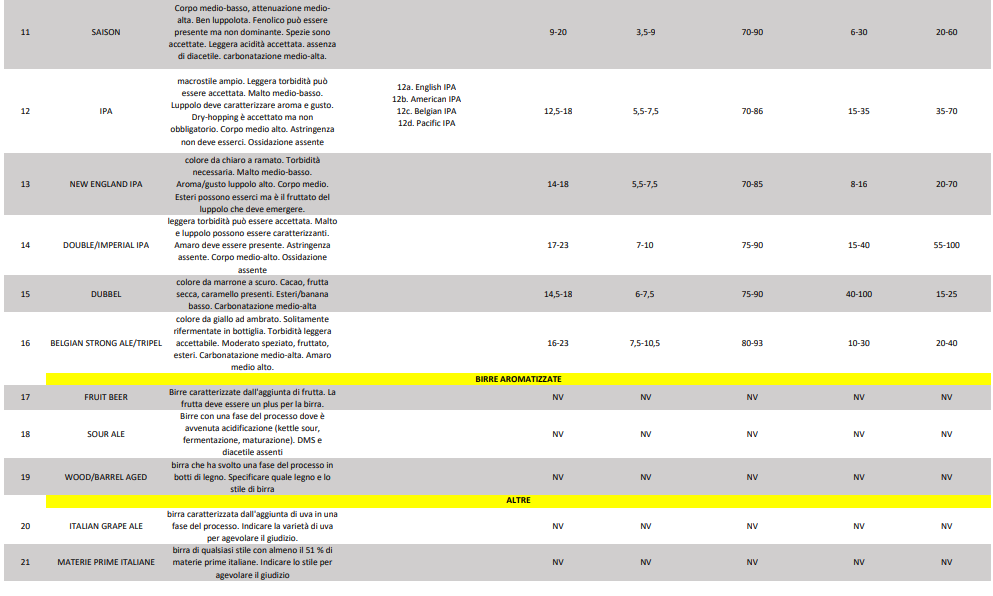 11 SAISON Corpo medio-basso, attenuazione medio-
alta. Ben luppolota. Fenolico può essere
presente ma non dominante. Spezie sono
accettate. Leggera acidità accettata. assenza
di diacetile. carbonatazione medio-alta. 9-20 3,5-9 70-90 6-30 20-60
12 IPA macrostile ampio. Leggera torbidità può
essere accettata. Malto medio-basso.
Luppolo deve caratterizzare aroma e gusto.
Dry-hopping è accettato ma non
obbligatorio. Corpo medio alto. Astringenza
non deve esserci. Ossidazione assente
12a. English IPA
12b. American IPA
12c. Belgian IPA
12d. Pacific IPA
12,5-18 5,5-7,5 70-86 15-35 35-70
13 NEW ENGLAND IPA colore da chiaro a ramato. Torbidità
necessaria. Malto medio-basso.
Aroma/gusto luppolo alto. Corpo medio.
Esteri possono esserci ma è il fruttato del
luppolo che deve emergere. 14-18 5,5-7,5 70-85 8-16 20-70
14 DOUBLE/IMPERIAL IPA leggera torbidità può essere accettata. Malto
e luppolo possono essere caratterizzanti.
Amaro deve essere presente. Astringenza
assente. Corpo medio-alto. Ossidazione
assente 17-23 7-10 75-90 15-40 55-100
15 DUBBEL colore da marrone a scuro. Cacao, frutta
secca, caramello presenti. Esteri/banana
basso. Carbonatazione medio-alta 14,5-18 6-7,5 75-90 40-100 15-25
16 BELGIAN STRONG ALE/TRIPEL colore da giallo ad ambrato. Solitamente
rifermentate in bottiglia. Torbidità leggera
accettabile. Moderato speziato, fruttato,
esteri. Carbonatazione medio-alta. Amaro
medio alto. 16-23 7,5-10,5 80-93 10-30 20-40
BIRRE AROMATIZZATE
17 FRUIT BEER Birre caratterizzate dall'aggiunta di frutta. La
frutta deve essere un plus per la birra. NV NV NV NV NV
18 SOUR ALE Birre con una fase del processo dove è
avvenuta acidificazione (kettle sour,
fermentazione, maturazione). DMS e
diacetile assenti NV NV NV NV NV
19 WOOD/BARREL AGED birra che ha svolto una fase del processo in
botti di legno. Specificare quale legno e lo
stile di birra NV NV NV NV NV
ALTRE
20 ITALIAN GRAPE ALE birra caratterizzata dall'aggiunta di uva in una
fase del processo. Indicare la varietà di uva
per agevolare il giudizio. NV NV NV NV NV
21 MATERIE PRIME ITALIANE birra di qualsiasi stile con almeno il 51 % di
materie prime italiane. Indicare lo stile per
agevolare il giudizio NV NV NV NV NV